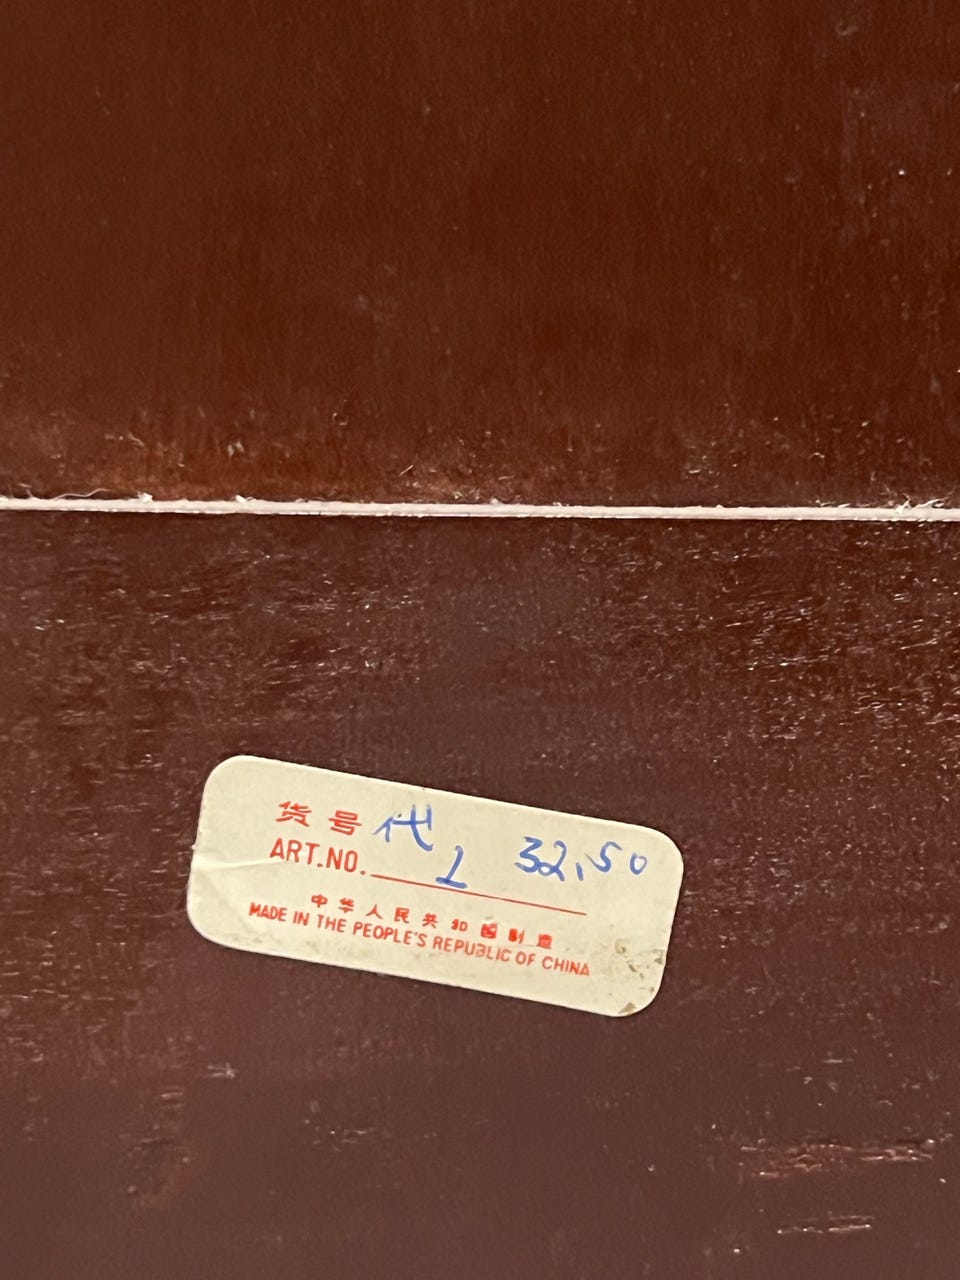 货号 代 32.50
ART.NO. 2
中华人民共和国制造
MADE IN THE PEOPLE'S REPUBLIC OF CHINA